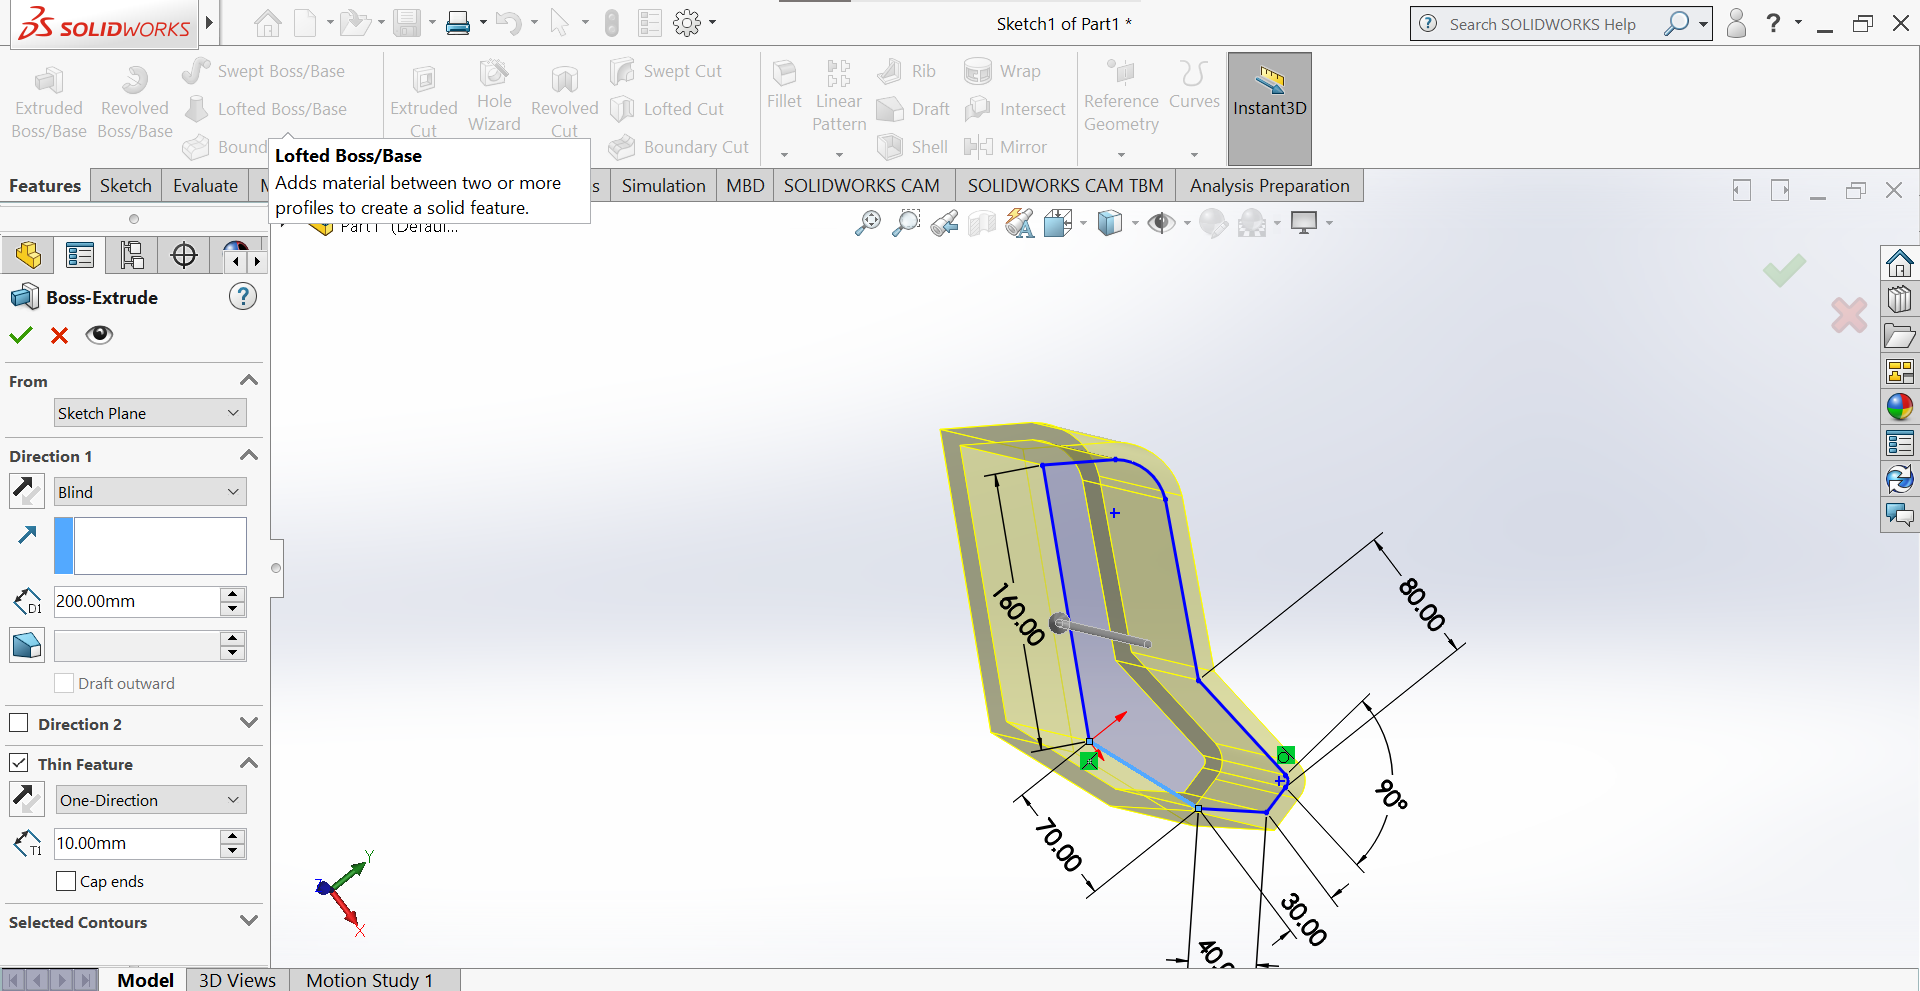 SOLIDWORKS
Sketch1 of Part1 *
Search SOLIDWORKS Help
?
Extruded
Boss/Base
Revolved
Boss/Base
Swept Boss/Base
Lofted Boss/Base
Bound
Extruded
Cut
Hole
Wizard
Revolved
Cut
Swept Cut
Lofted Cut
Boundary Cut
Fillet
Linear
Pattern
Rib
Draft
Shell
Wrap
Intersect
Mirror
Reference
Geometry
Curves
Instant3D
Lofted Boss/Base
Adds material between two or more
profiles to create a solid feature.
Features
Sketch
Evaluate
s
Simulation
MBD
SOLIDWORKS CAM
SOLIDWORKS CAM TBM
Analysis Preparation
Part1 (Defaul...
Boss-Extrude
?
From
Sketch Plane
Direction 1
Blind
D1
200.00mm
Draft outward
Direction 2
Thin Feature
One-Direction
T1
10.00mm
Cap ends
Selected Contours
160.00
80.00
90°
70.00
30.00
Y
Z
X
Model
3D Views
Motion Study 1